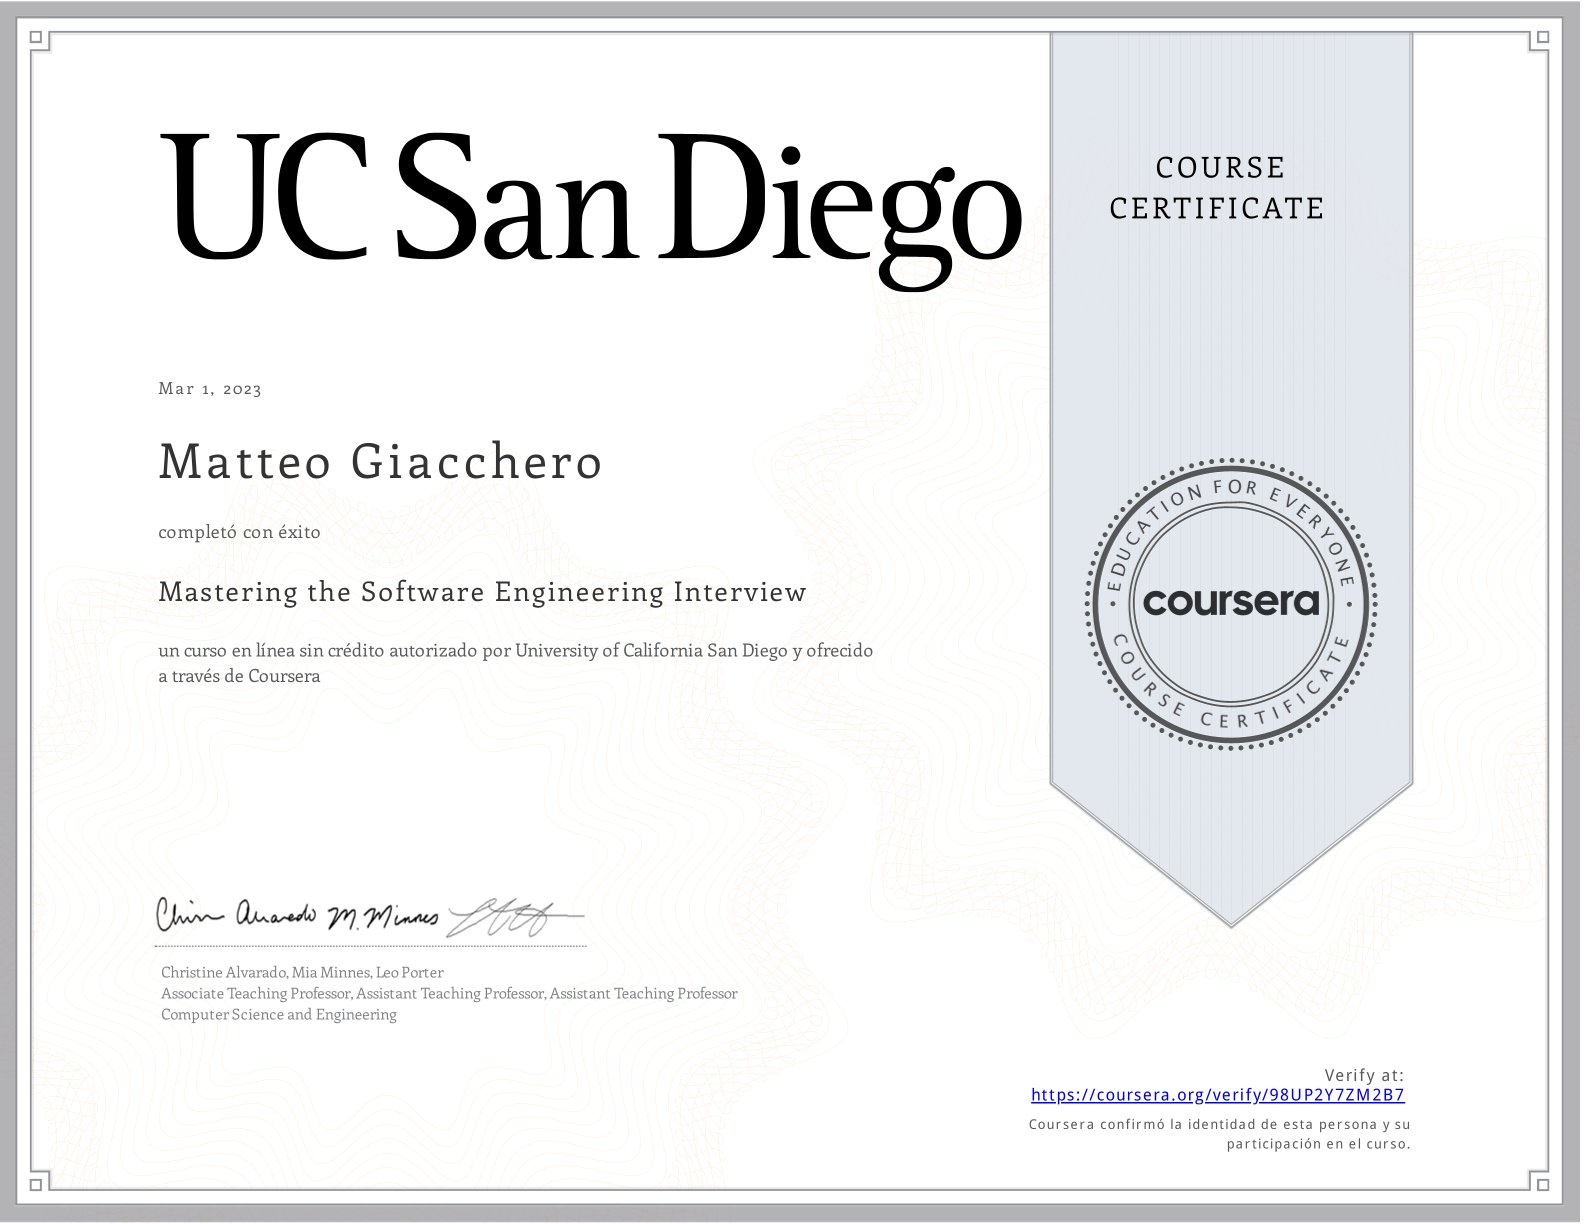 UC San Diego
COURSE
CERTIFICATE
Mar 1, 2023
Matteo Giacchero
completó con éxito
Mastering the Software Engineering Interview
un curso en línea sin crédito autorizado por University of California San Diego y ofrecido
a través de Coursera
EDUCATION FOR EVERYONE
coursera
COURSE CERTIFICATE
Christine Alvarado, Mia Minnes, Leo Porter
Associate Teaching Professor, Assistant Teaching Professor, Assistant Teaching Professor
Computer Science and Engineering
Verify at:
https://coursera.org/verify/98UP2Y7ZM2B7
Coursera confirmó la identidad de esta persona y su
participación en el curso.